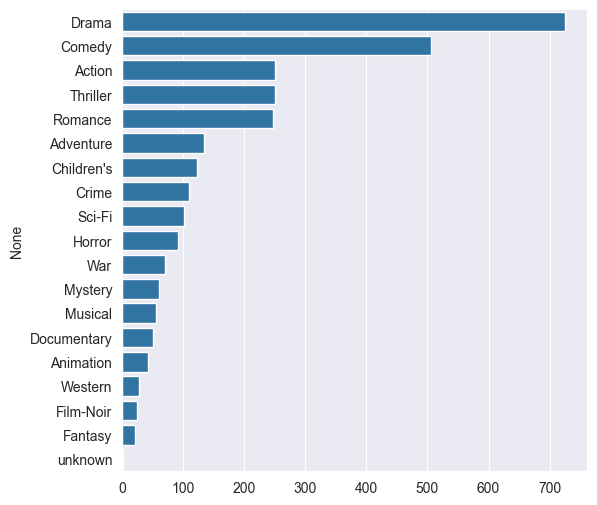 Drama
Comedy
Action
Thriller
Romance
Adventure
Children's
Crime
Sci-Fi
Horror
War
Mystery
Musical
Documentary
Animation
Western
Film-Noir
Fantasy
unknown
None
0 100 200 300 400 500 600 700